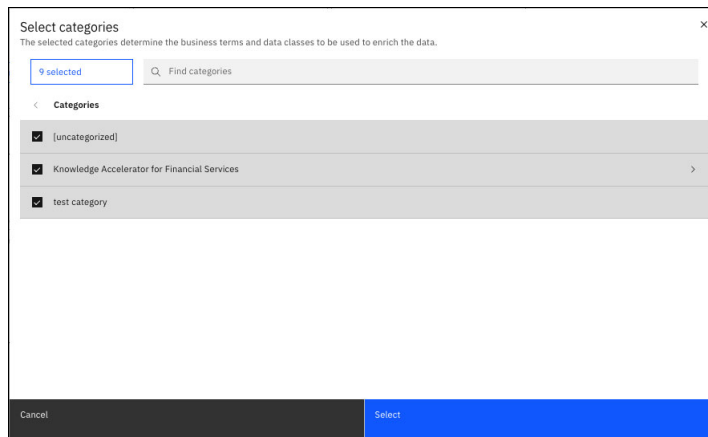 Select categories
The selected categories determine the business terms and data classes to be used to enrich the data.
9 selected
Find categories
Categories
[uncategorized]
Knowledge Accelerator for Financial Services
test category
Cancel
Select